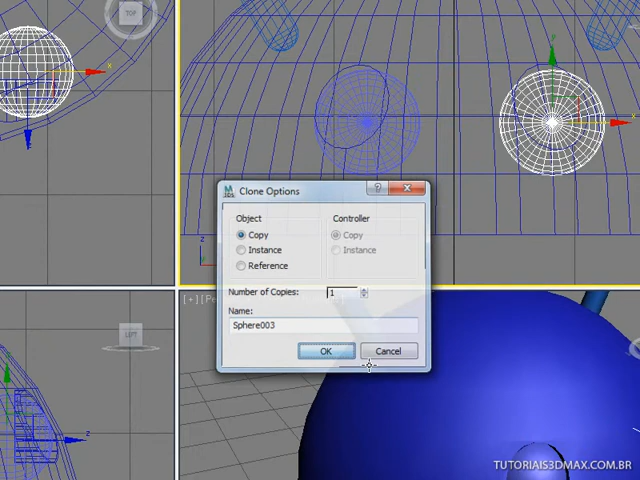 TOP
x
y
x
Clone Options
Object
Controller
Copy
Copy
Instance
Instance
Reference
Number of Copies:
1
Name:
Sphere003
OK
Cancel
z
[+][Pe
LEFT
z
TUTORIAIS3DMAX.COM.BR